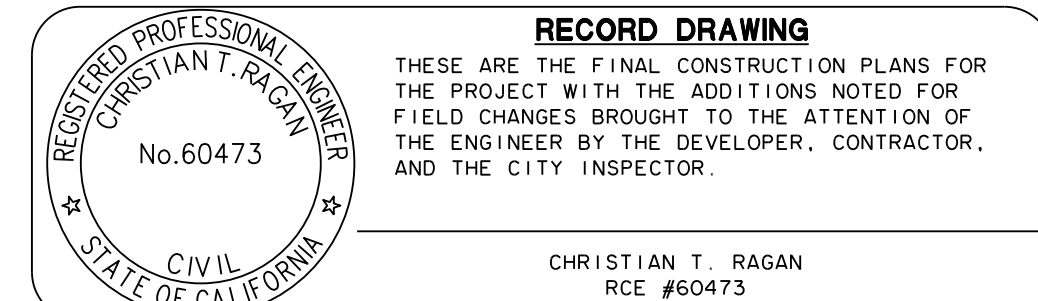 REGISTERED PROFESSIONAL ENGINEER
CHRISTIAN T. RAGAN
No.60473
CIVIL
STATE OF CALIFORNIA
RECORD DRAWING
THESE ARE THE FINAL CONSTRUCTION PLANS FOR
THE PROJECT WITH THE ADDITIONS NOTED FOR
FIELD CHANGES BROUGHT TO THE ATTENTION OF
THE ENGINEER BY THE DEVELOPER, CONTRACTOR,
AND THE CITY INSPECTOR.
CHRISTIAN T. RAGAN
RCE #60473